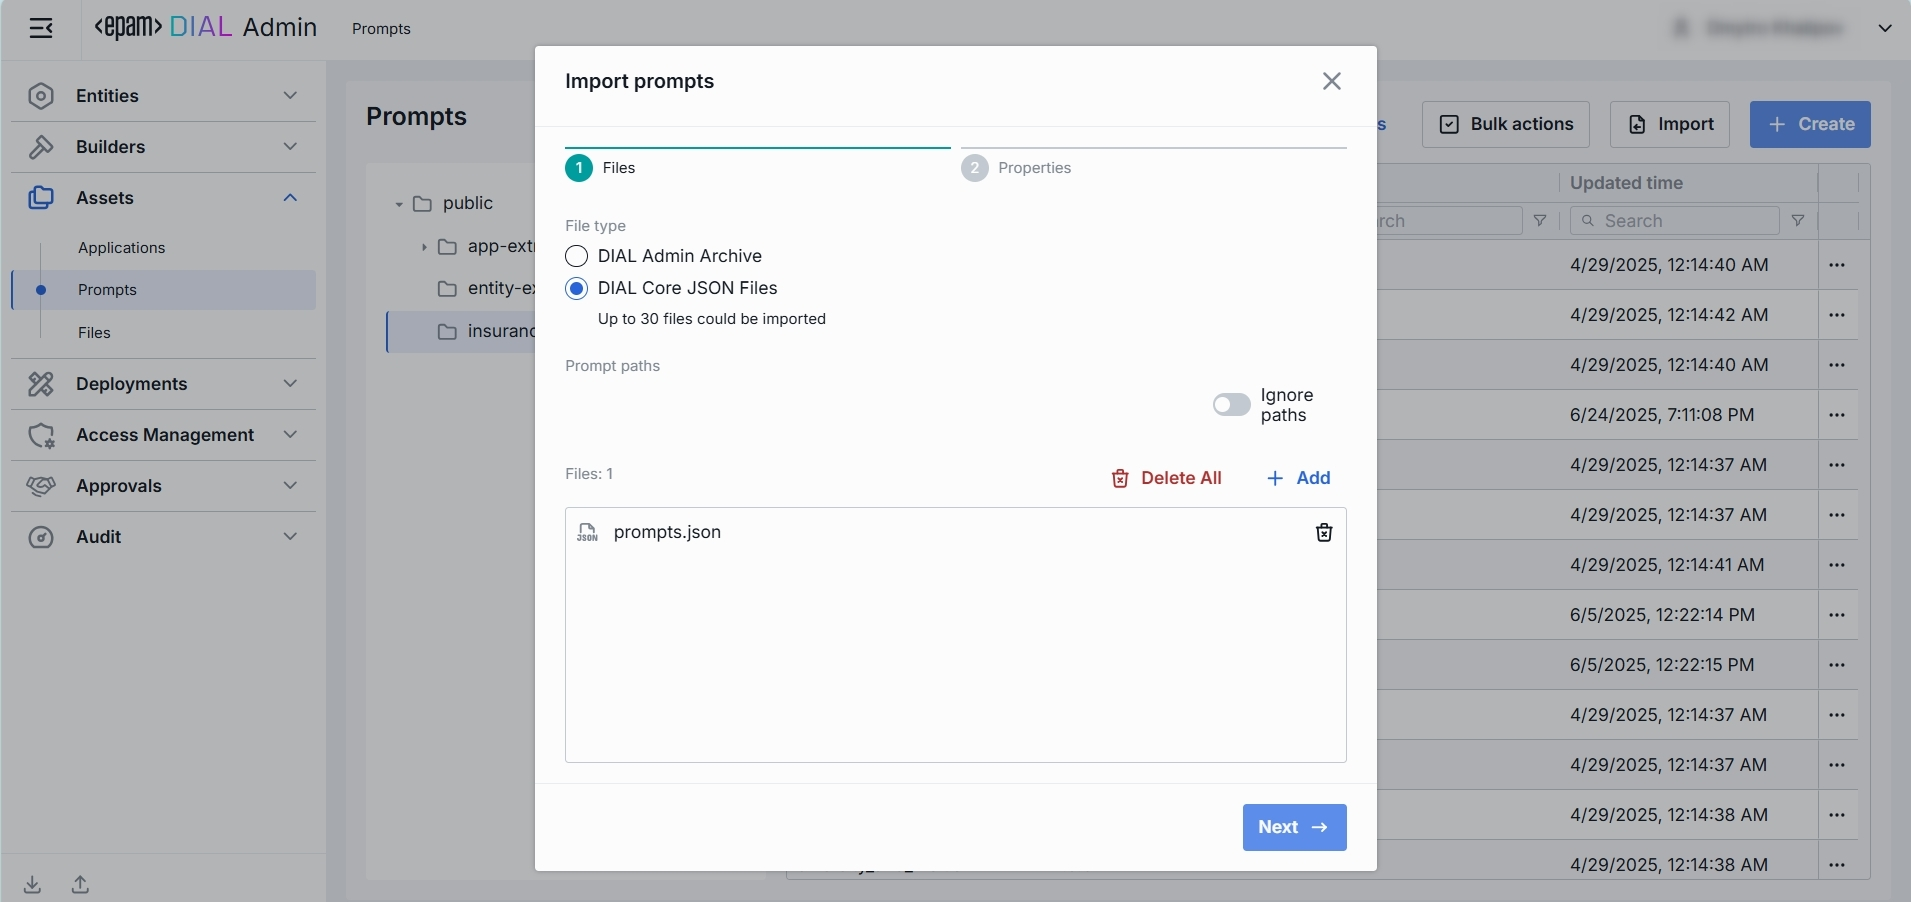 <epam> DIAL Admin
Prompts
Entities
Builders
Assets
Applications
Prompts
Files
Deployments
Access Management
Approvals
Audit
Prompts
public
app-ext
entity-e
insuranc
Import prompts
1 Files
2 Properties
File type
DIAL Admin Archive
DIAL Core JSON Files
Up to 30 files could be imported
Prompt paths
Ignore
paths
Files: 1
Delete All
Add
JSON prompts.json
Next
s
Bulk actions
Import
Create
Updated time
rch
Search
4/29/2025, 12:14:40 AM
4/29/2025, 12:14:42 AM
4/29/2025, 12:14:40 AM
6/24/2025, 7:11:08 PM
4/29/2025, 12:14:37 AM
4/29/2025, 12:14:37 AM
4/29/2025, 12:14:41 AM
6/5/2025, 12:22:14 PM
6/5/2025, 12:22:15 PM
4/29/2025, 12:14:37 AM
4/29/2025, 12:14:37 AM
4/29/2025, 12:14:38 AM
4/29/2025, 12:14:38 AM